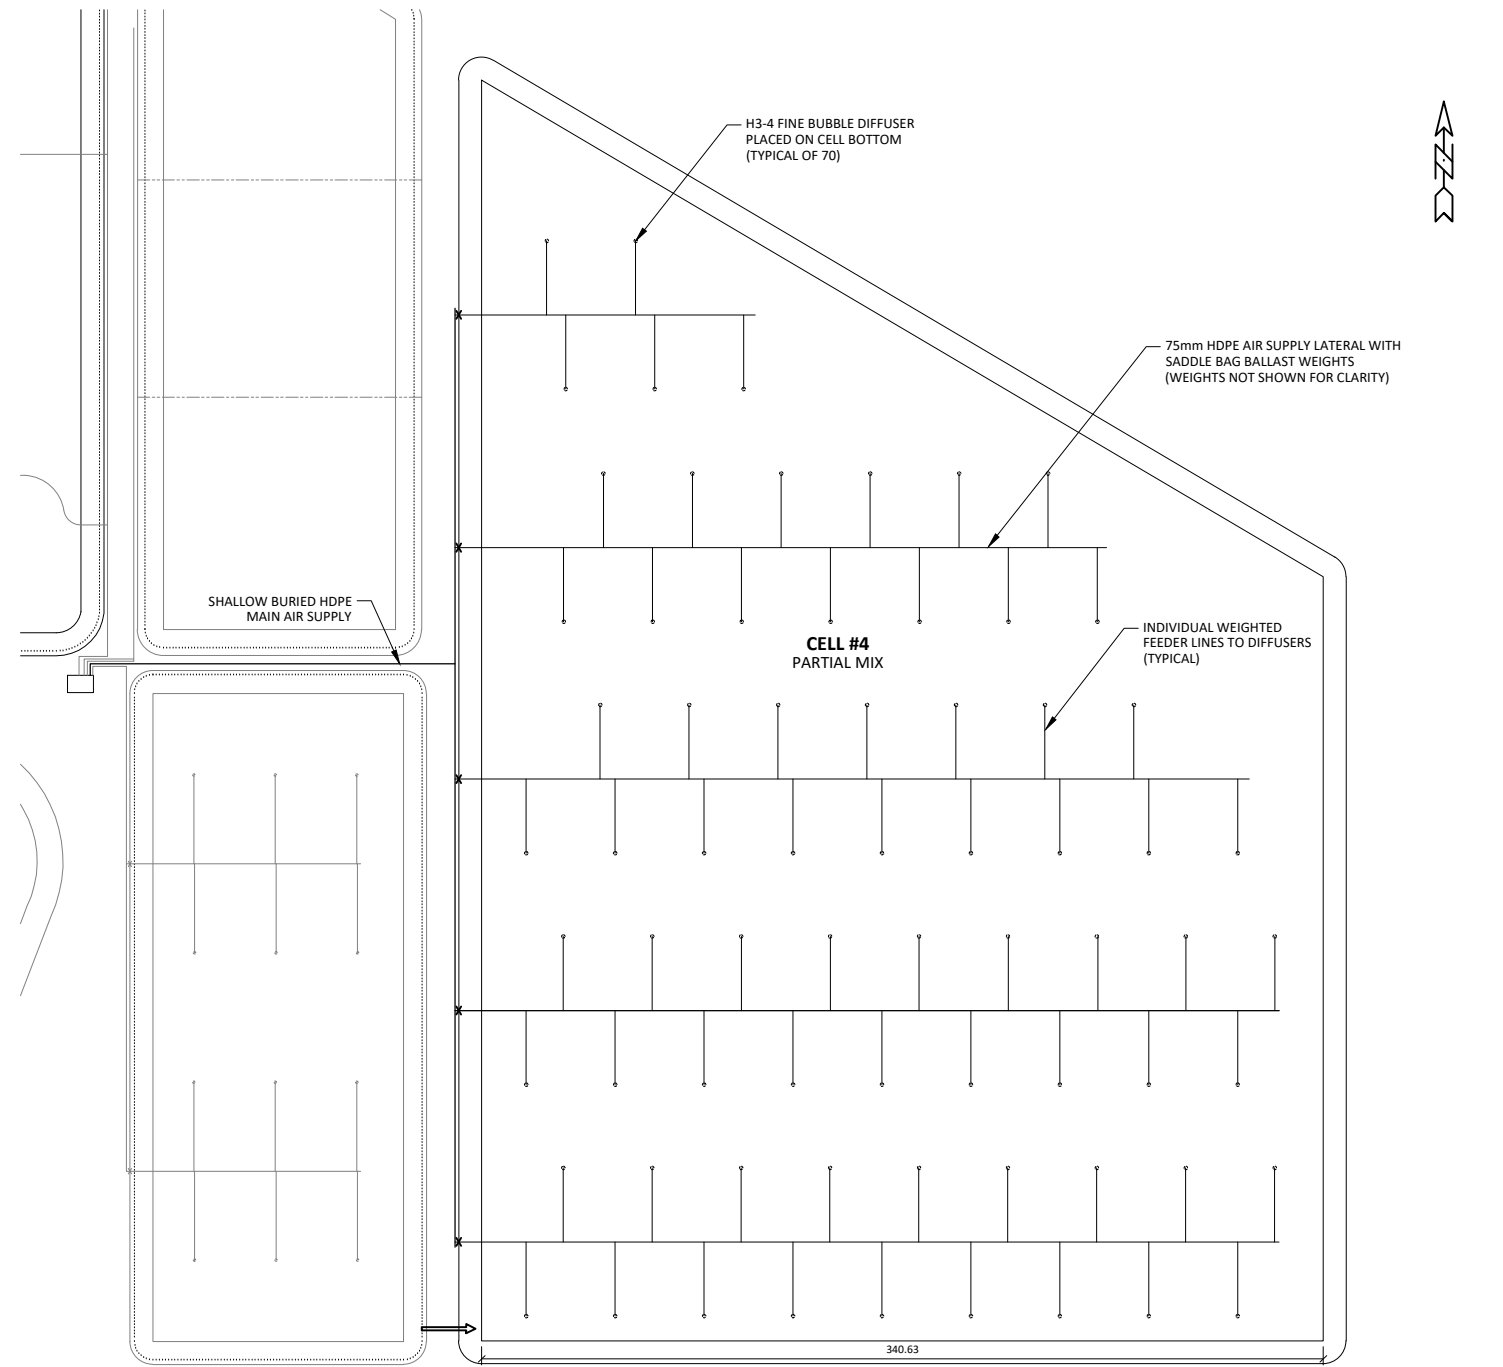 H3-4 FINE BUBBLE DIFFUSER
PLACED ON CELL BOTTOM
(TYPICAL OF 70)
N
75mm HDPE AIR SUPPLY LATERAL WITH
SADDLE BAG BALLAST WEIGHTS
(WEIGHTS NOT SHOWN FOR CLARITY)
SHALLOW BURIED HDPE
MAIN AIR SUPPLY
CELL #4
PARTIAL MIX
INDIVIDUAL WEIGHTED
FEEDER LINES TO DIFFUSERS
(TYPICAL)
340.63